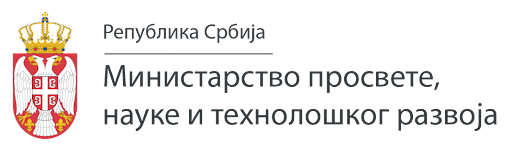 Република Србија
Министарство просвете,
науке и технолошког развоја